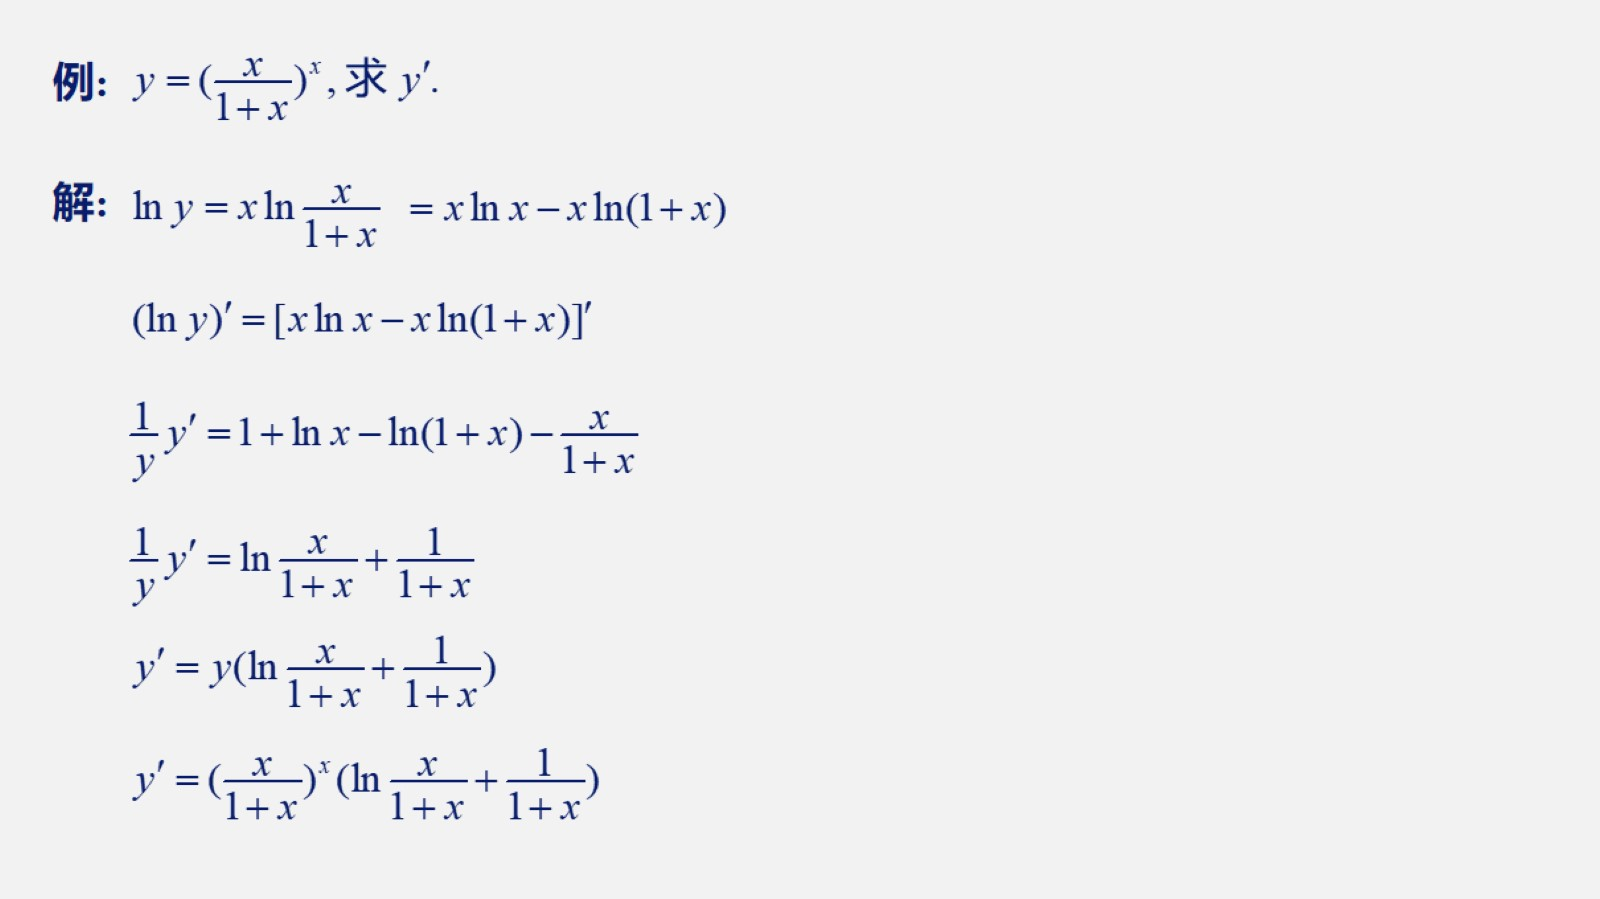 例: y = (x/(1+x))^x, 求 y′.
解: ln y = x ln x/(1+x) = x ln x − x ln(1+x)
(ln y)′ = [x ln x − x ln(1+x)]′
1/y y′ = 1 + ln x − ln(1+x) − x/(1+x)
1/y y′ = ln x/(1+x) + 1/(1+x)
y′ = y(ln x/(1+x) + 1/(1+x))
y′ = (x/(1+x))^x (ln x/(1+x) + 1/(1+x))